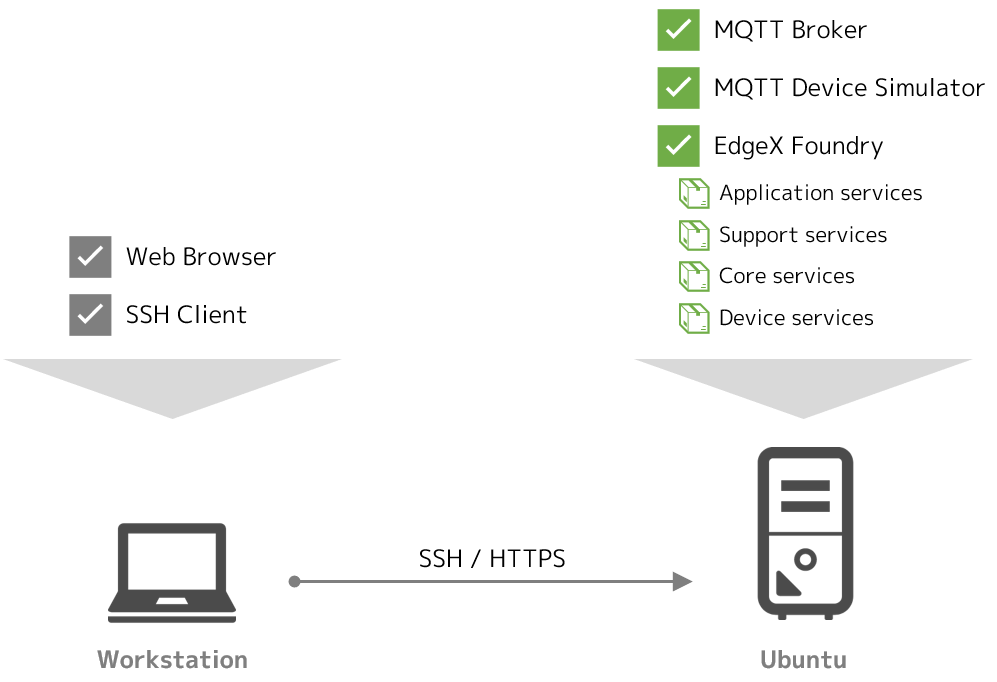 MQTT Broker
MQTT Device Simulator
EdgeX Foundry
Application services
Support services
Core services
Device services
Web Browser
SSH Client
SSH / HTTPS
Workstation
Ubuntu